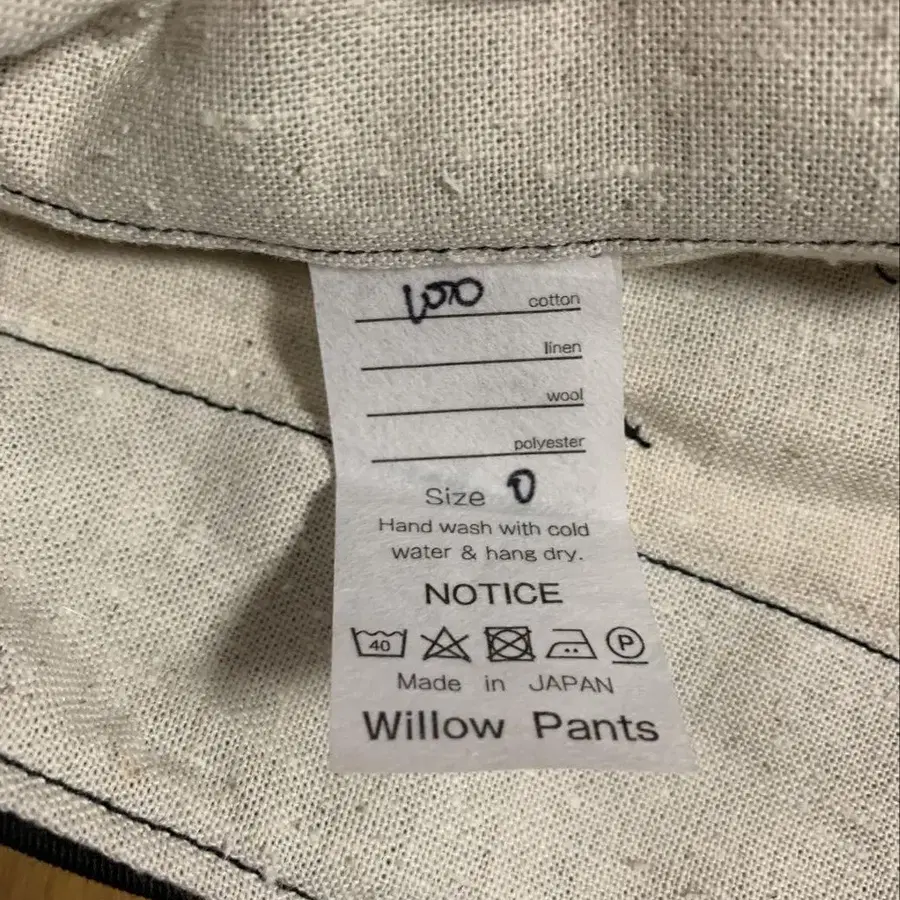 100 cotton
linen
wool
polyester
Size 0
Hand wash with cold
water & hang dry.
NOTICE
40 P
Made in JAPAN
Willow Pants